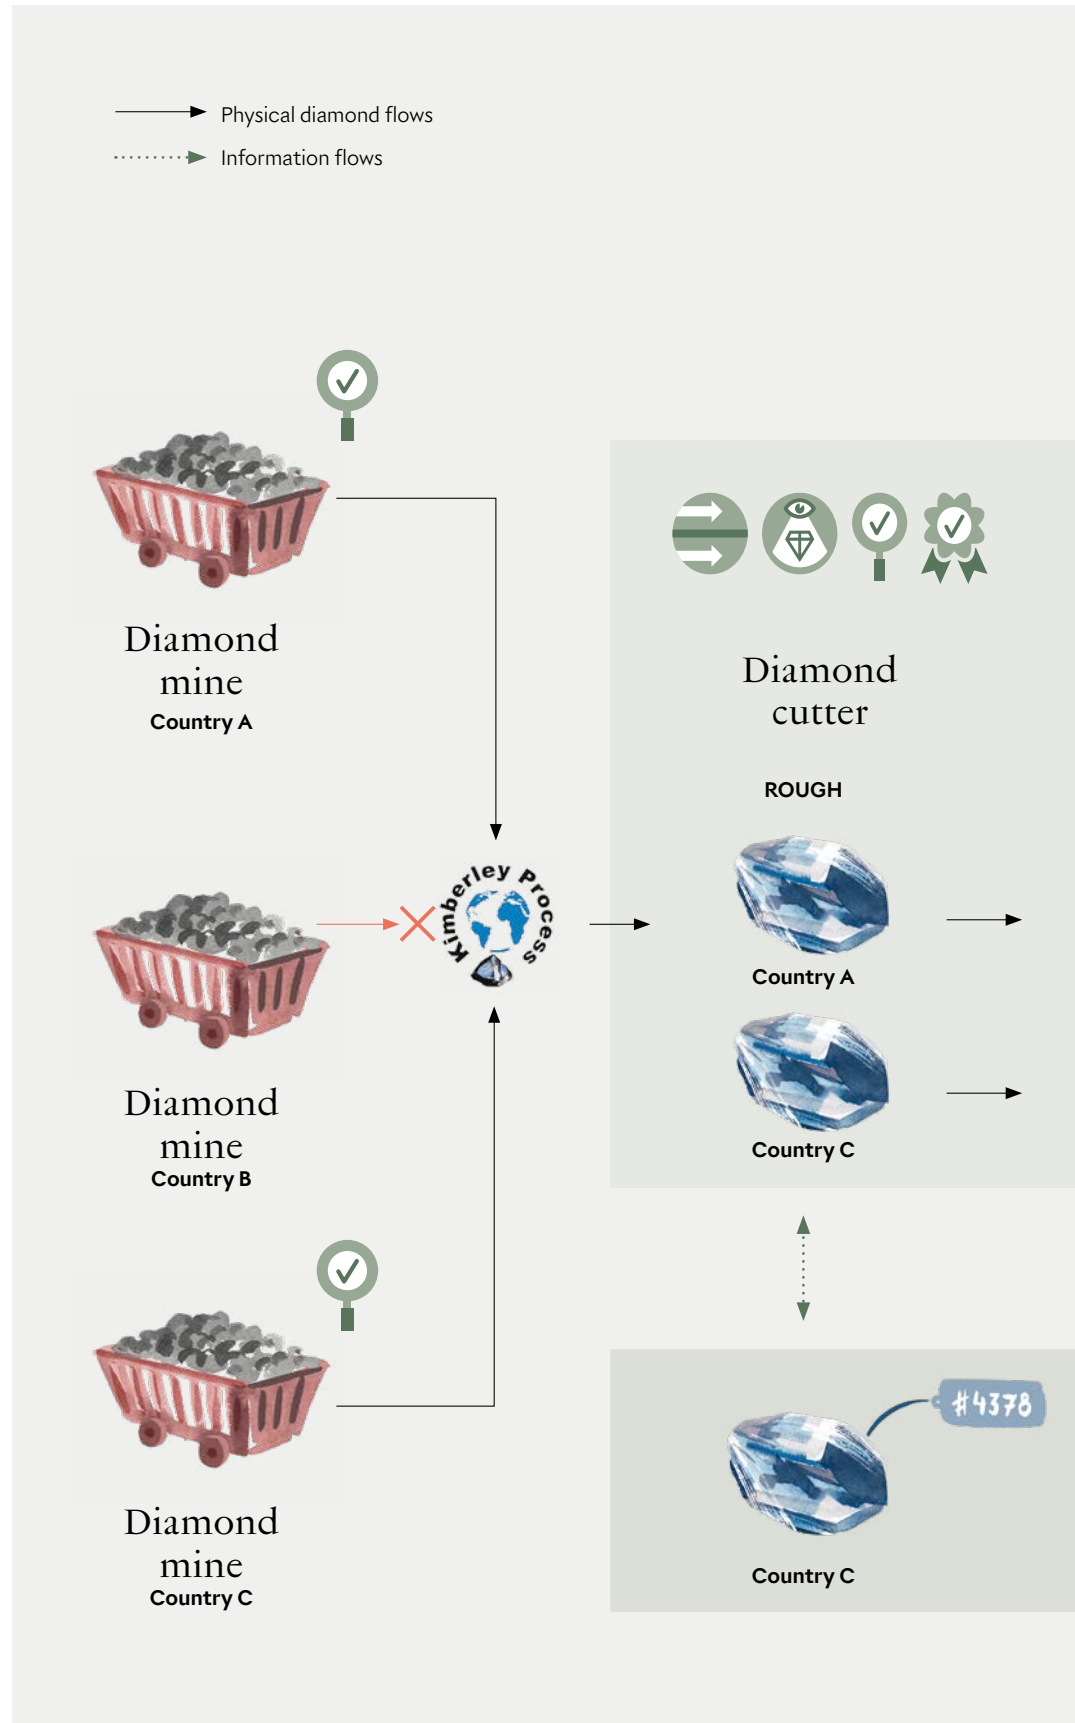 Physical diamond flows
Information flows
Diamond
mine
Country A
Diamond
cutter
ROUGH
Kimberley Process
Country A
Diamond
mine
Country B
Country C
#4378
Diamond
mine
Country C
Country C